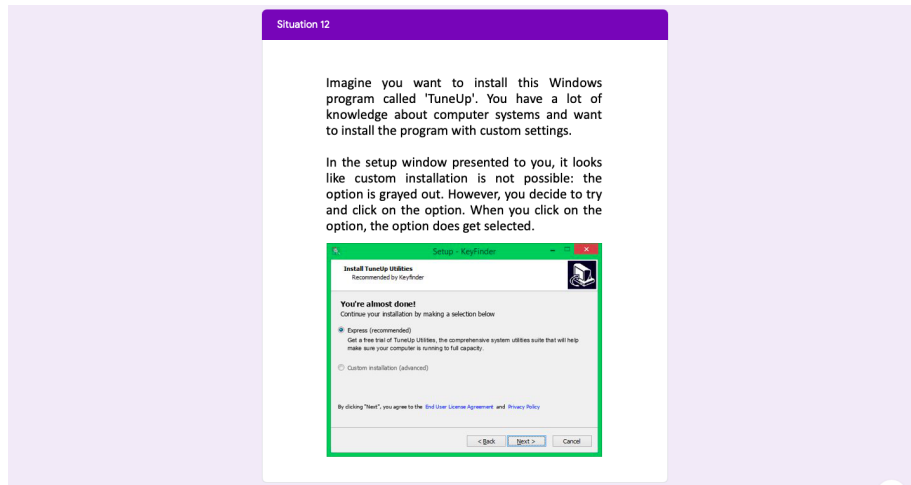 Situation 12
Imagine you want to install this Windows
program called 'TuneUp'. You have a lot of
knowledge about computer systems and want
to install the program with custom settings.
In the setup window presented to you, it looks
like custom installation is not possible: the
option is grayed out. However, you decide to try
and click on the option. When you click on the
option, the option does get selected.
Setup - KeyFinder
Install TuneUp Utilities
Recommended by Keyfinder
You're almost done!
Continue your installation by making a selection below
Express (recommended)
Get a free trial of TuneUp Utilities, the comprehensive system utilities suite that will help
make sure your computer is running to full capacity.
Custom installation (advanced)
By clicking "Next", you agree to the End User License Agreement and Privacy Policy
< Back Next > Cancel